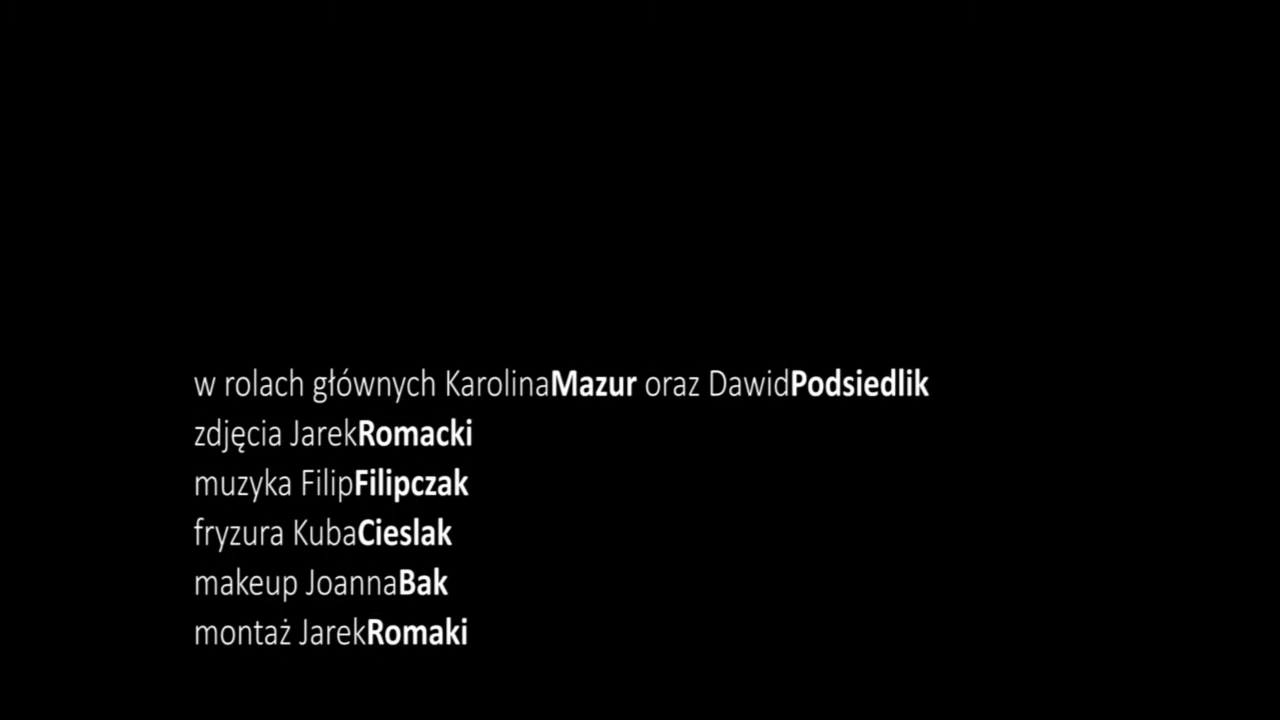 w rolach głównych KarolinaMazur oraz DawidPodsiedlik
zdjęcia JarekRomacki
muzyka FilipFilipczak
fryzura KubaCieslak
makeup JoannaBak
montaż JarekRomaki